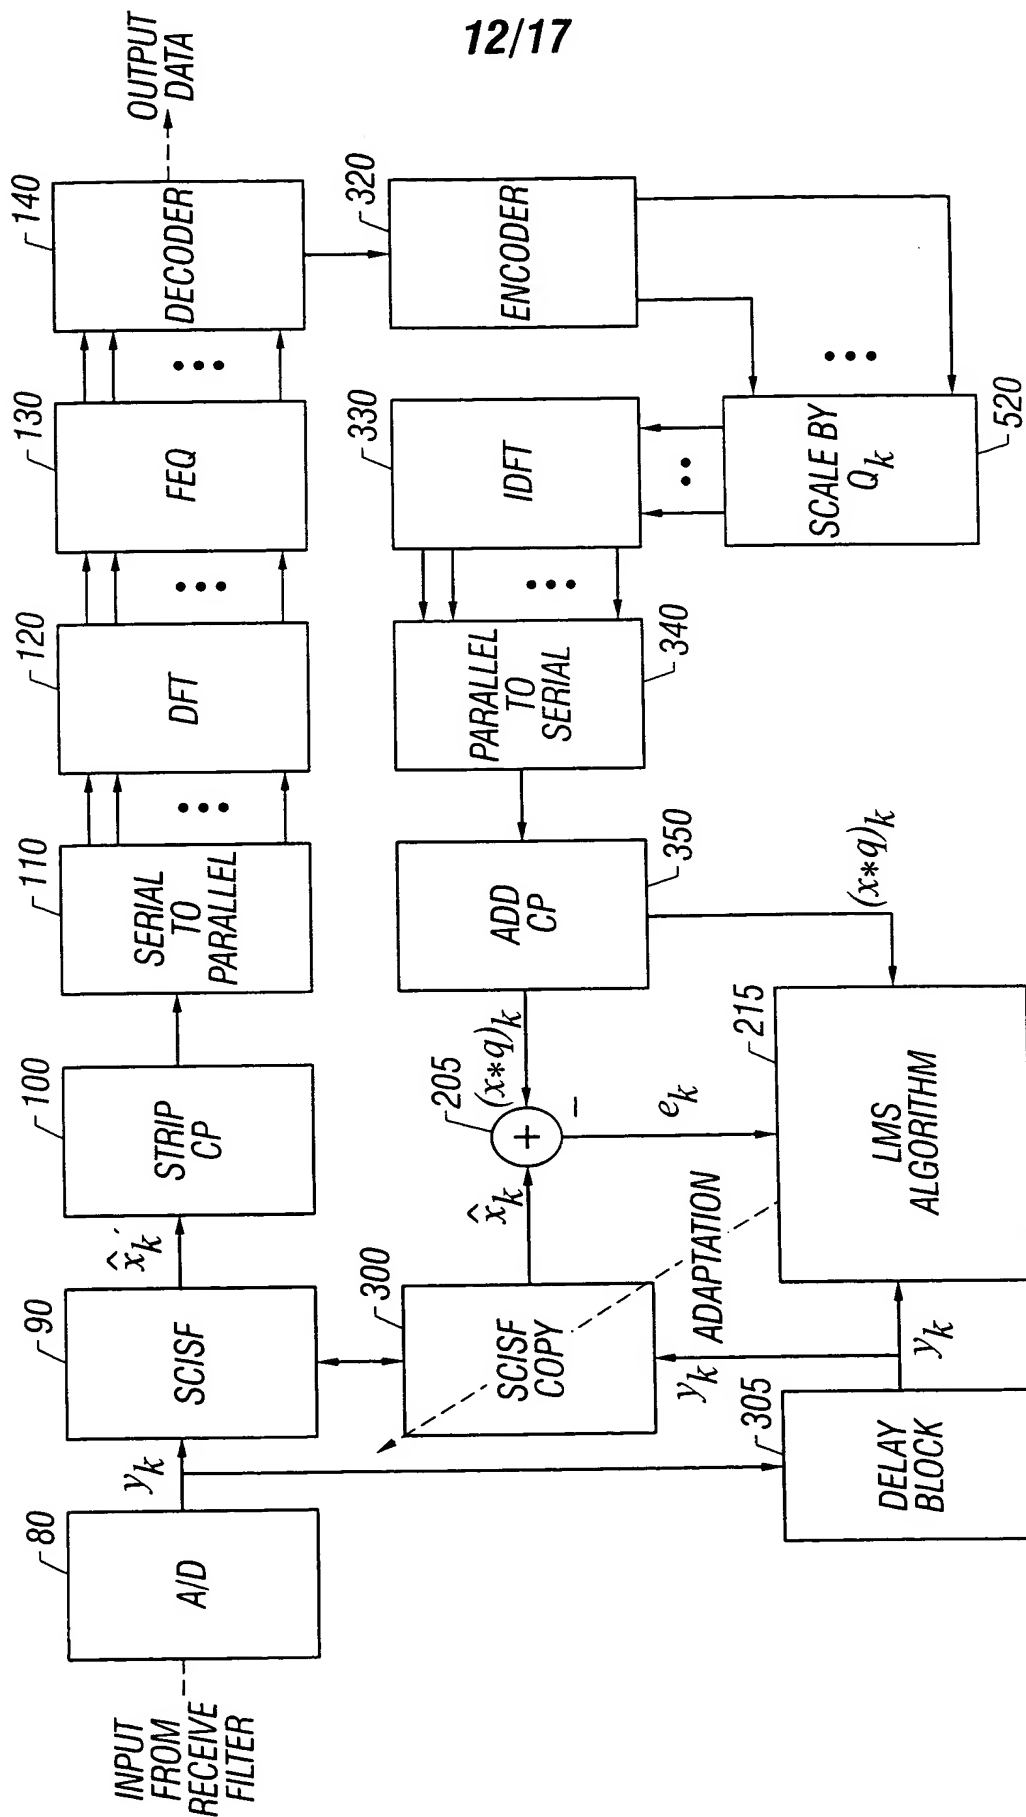 12/17
INPUT
FROM
RECEIVE
FILTER
80
A/D
y_k
90
SCISF
x̂_k′
100
STRIP
CP
110
SERIAL
TO
PARALLEL
•••
120
DFT
•••
130
FEQ
•••
140
DECODER
OUTPUT
DATA
320
ENCODER
•••
520
SCALE BY
Q_k
••
330
IDFT
•••
340
PARALLEL
TO
SERIAL
350
ADD
CP
(x*q)_k
(x*q)_k
205
+
−
e_k
x̂_k
300
SCISF
COPY
ADAPTATION
y_k
y_k
305
DELAY
BLOCK
215
LMS
ALGORITHM